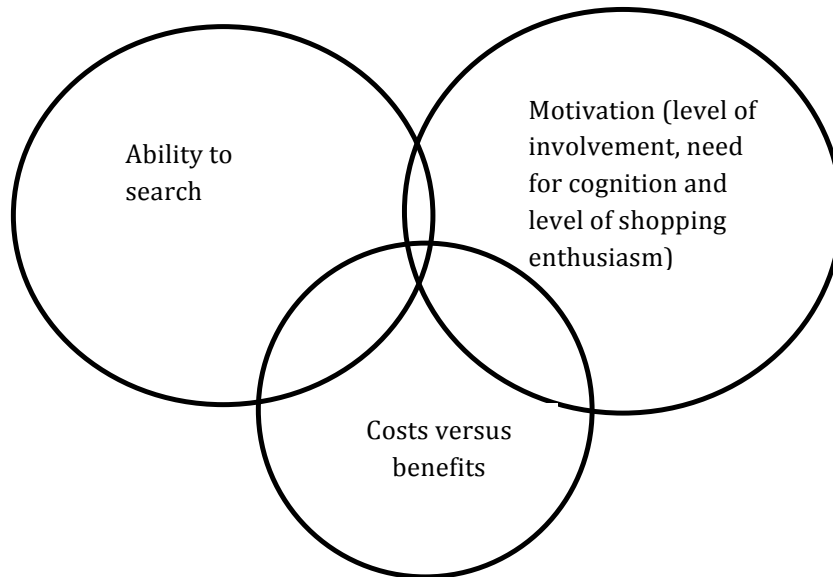 Ability to
search
Motivation (level of
involvement, need
for cognition and
level of shopping
enthusiasm)
Costs versus
benefits